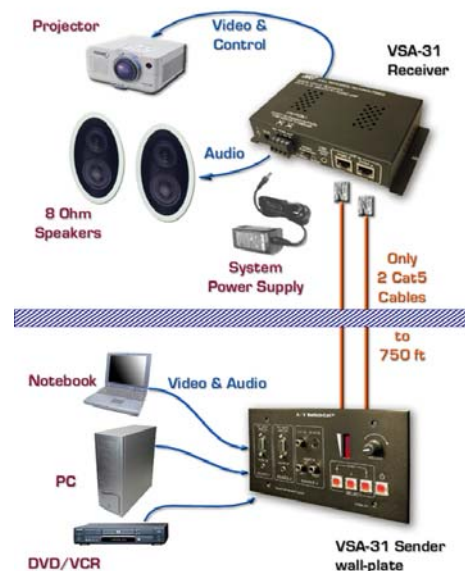 Projector
Video &
Control
VSA-31
Receiver
Audio
8 Ohm
Speakers
System
Power Supply
Only
2 Cat5
Cables
to
750 ft
Notebook
Video & Audio
PC
DVD/VCR
VSA-31 Sender
wall-plate